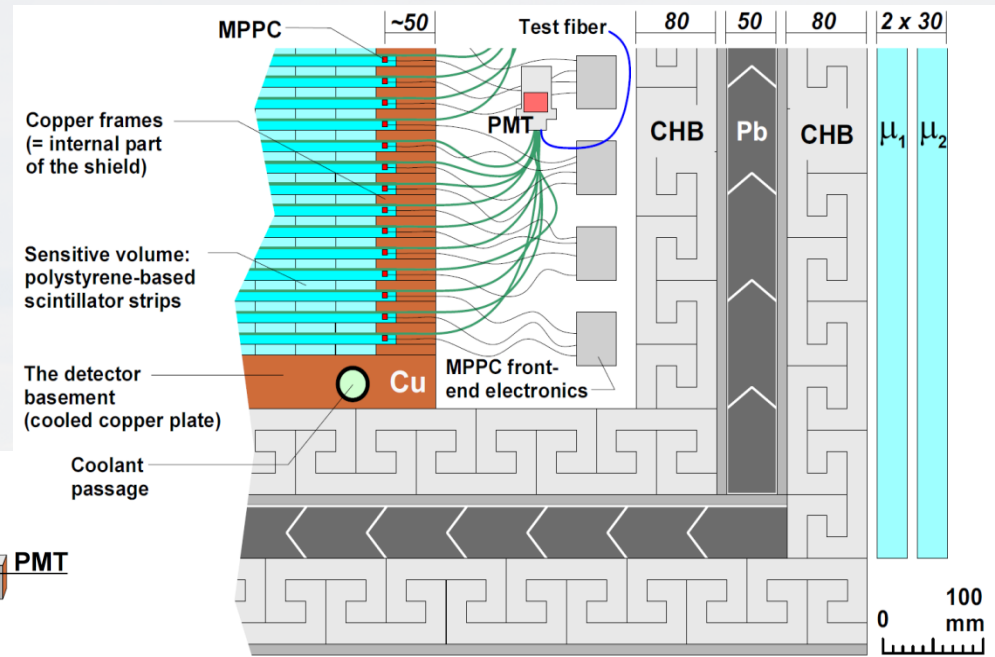 ~50
80
50
80
2 x 30
MPPC
Test fiber
PMT
CHB
Pb
CHB
μ1
μ2
Copper frames
(= internal part
of the shield)
Sensitive volume:
polystyrene-based
scintillator strips
MPPC front-
end electronics
The detector
basement
(cooled copper plate)
Cu
Coolant
passage
PMT
0
100
mm